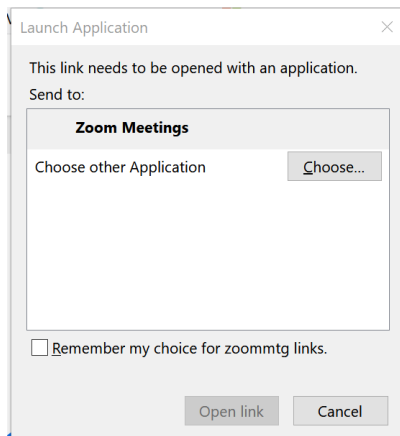 Launch Application
This link needs to be opened with an application.
Send to:
Zoom Meetings
Choose other Application
Choose...
Remember my choice for zoommtg links.
Open link
Cancel